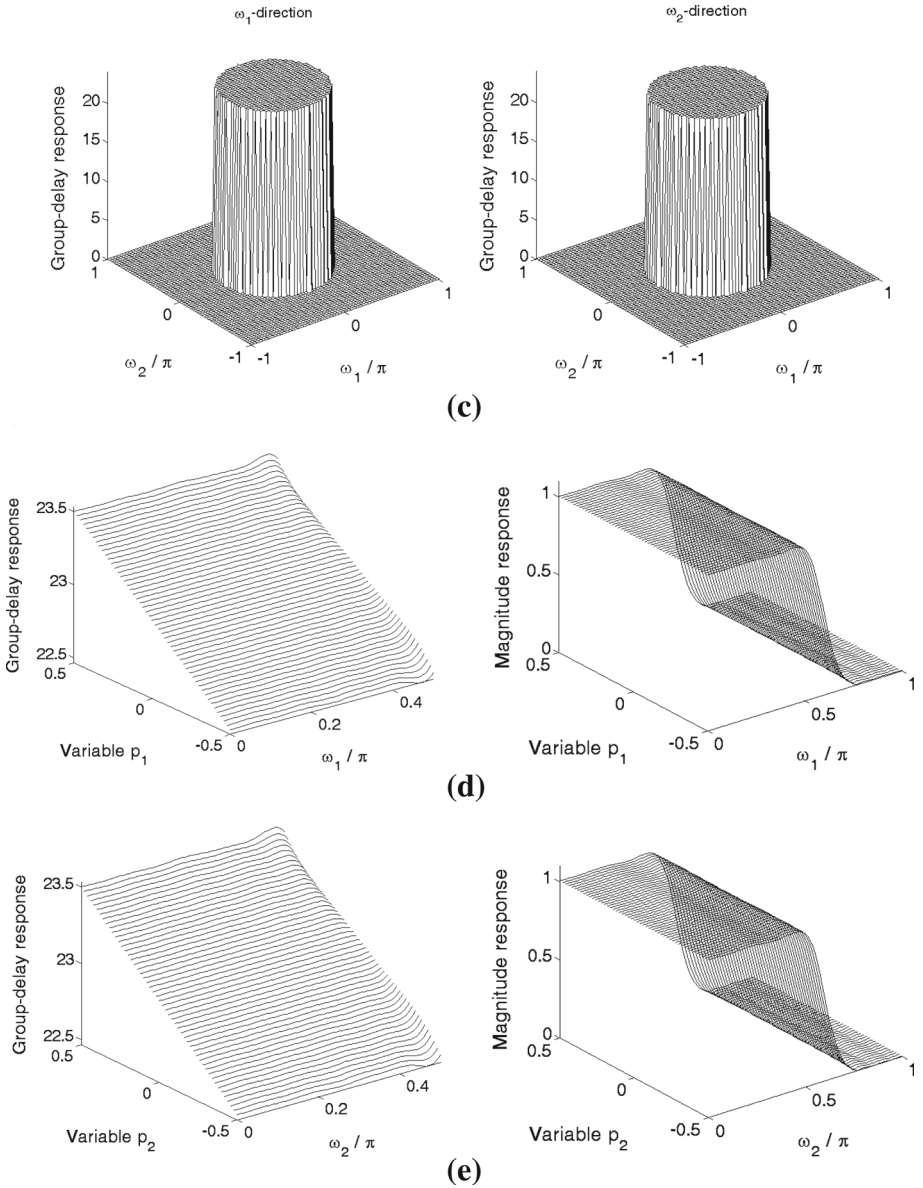 ω₁-direction
ω₂-direction
Group-delay response
20
15
10
5
0
1
0
-1
ω₂ / π
-1
0
1
ω₁ / π
Group-delay response
20
15
10
5
0
1
0
-1
ω₂ / π
-1
0
1
ω₁ / π
(c)
Group-delay response
23.5
23
22.5
0.5
0
-0.5
Variable p₁
0
0.2
0.4
ω₁ / π
Magnitude response
1
0.5
0
0.5
0
-0.5
Variable p₁
0
0.5
1
ω₁ / π
(d)
Group-delay response
23.5
23
22.5
0.5
0
-0.5
Variable p₂
0
0.2
0.4
ω₂ / π
Magnitude response
1
0.5
0
0.5
0
-0.5
Variable p₂
0
0.5
1
ω₂ / π
(e)